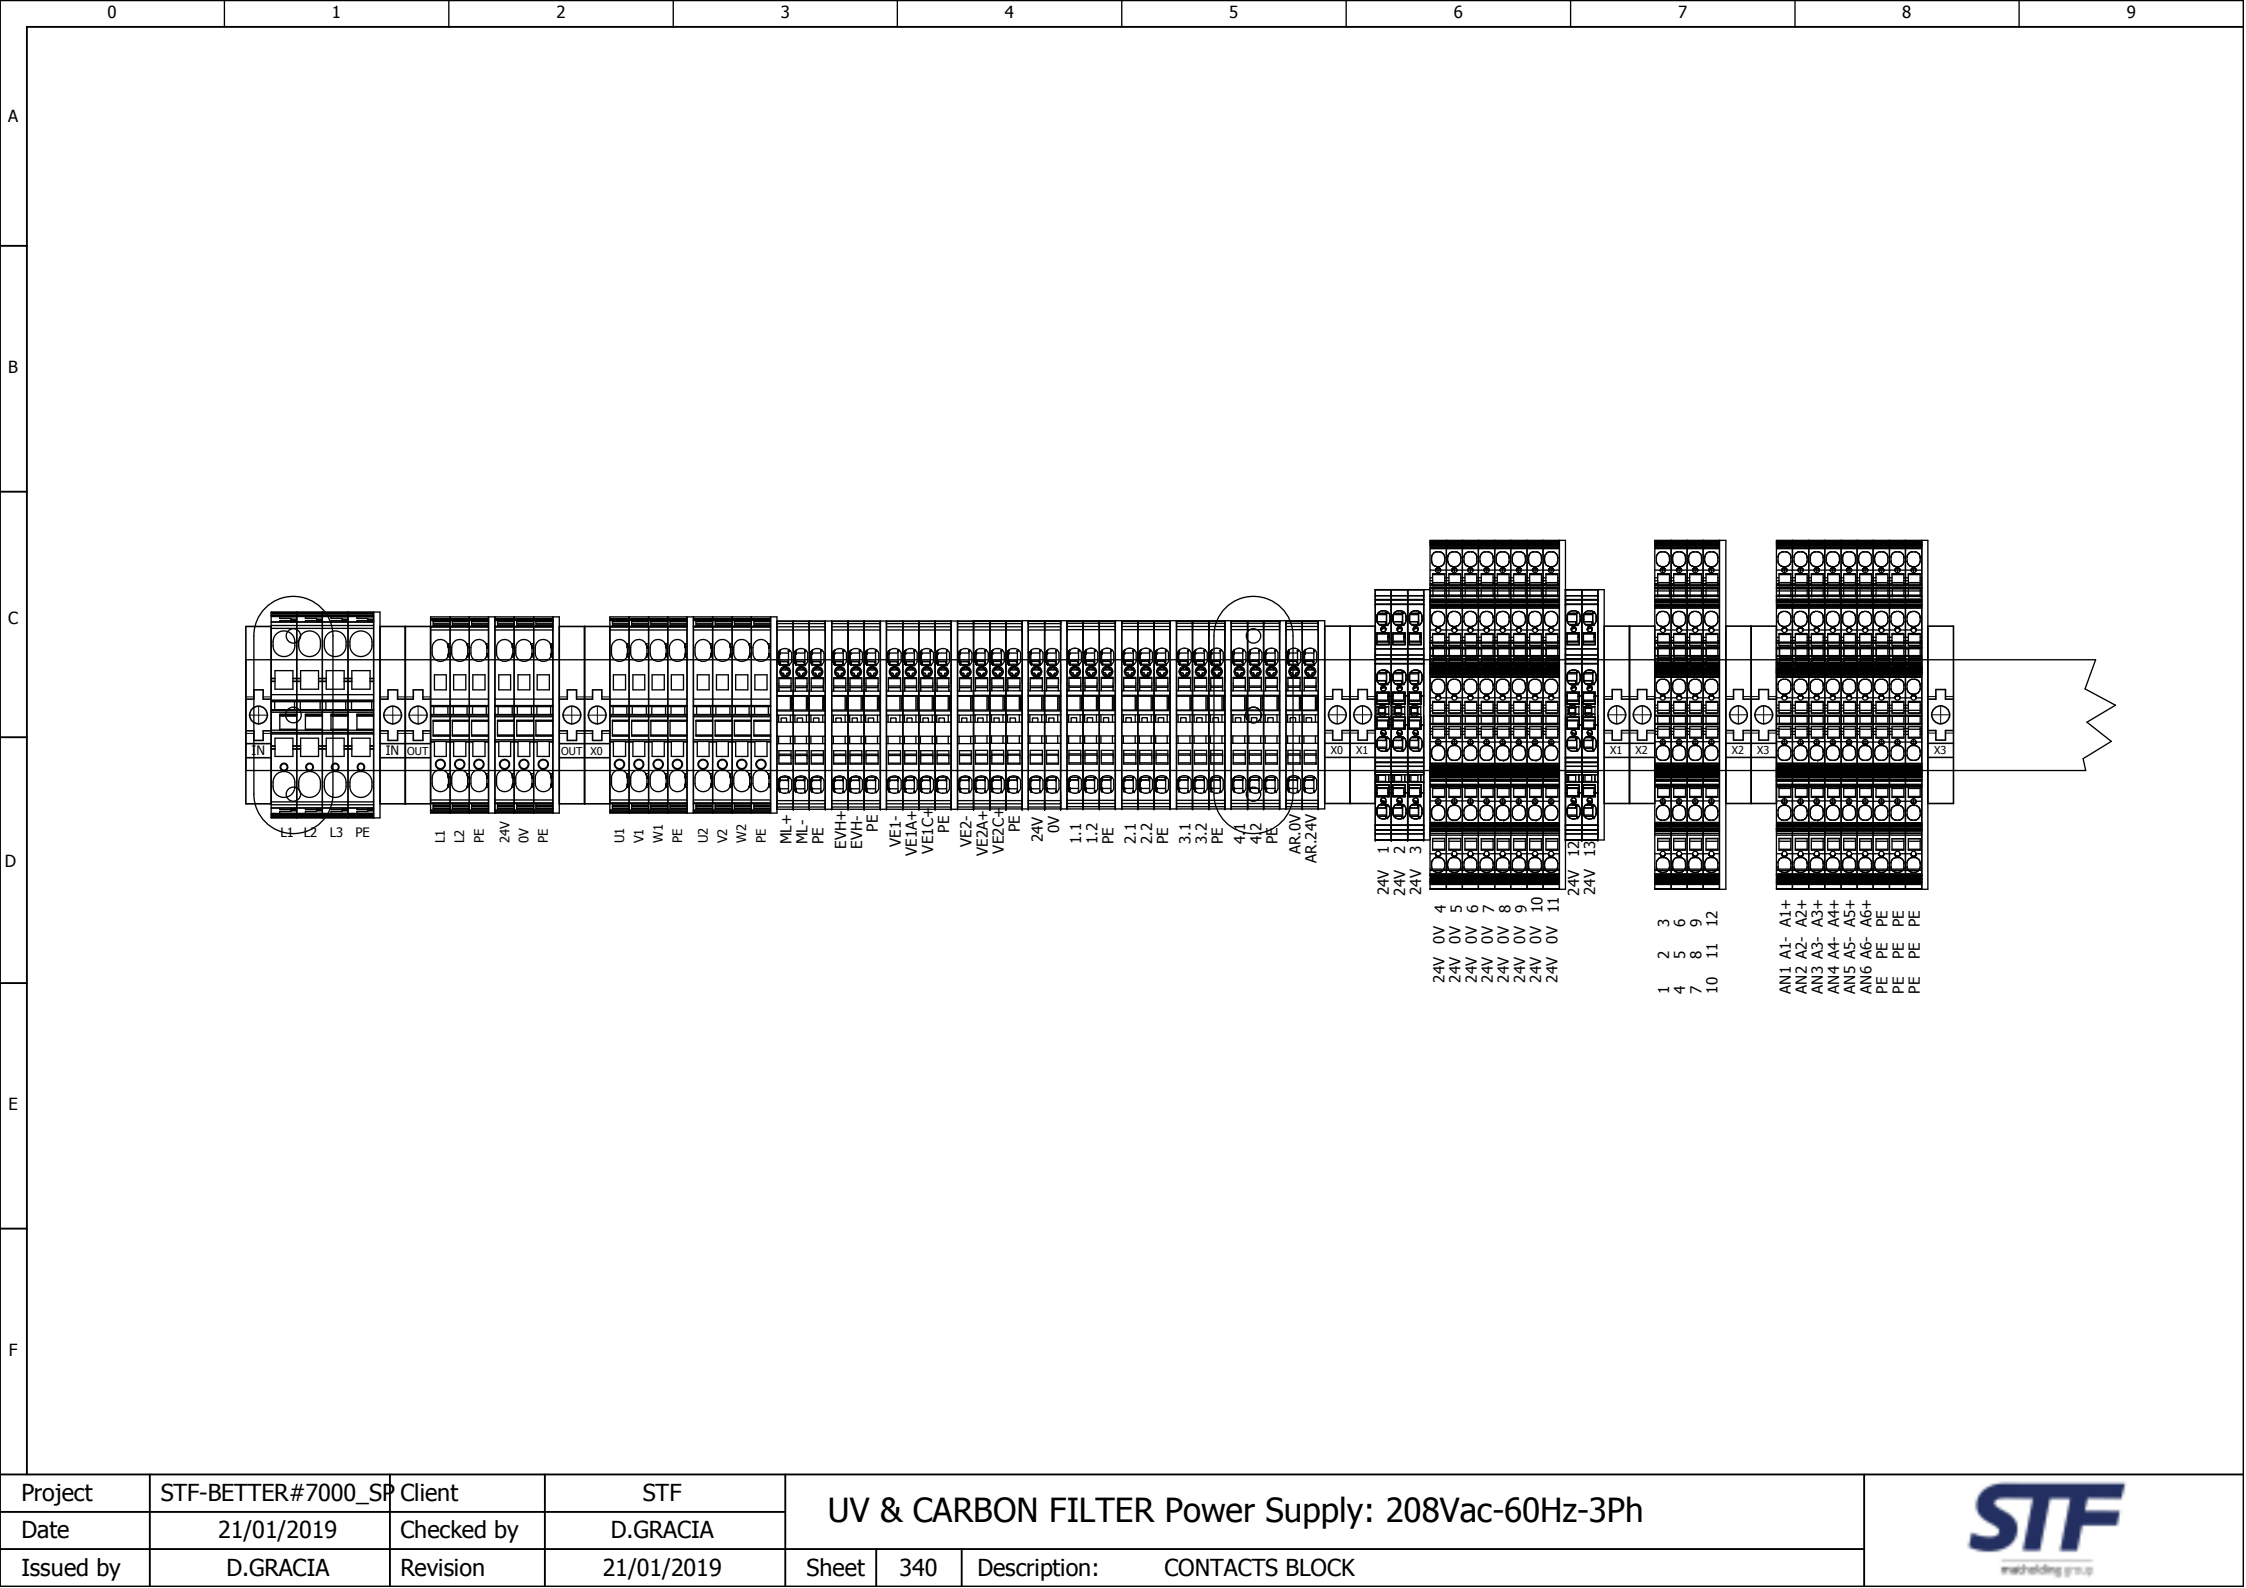 0 1 2 3 4 5 6 7 8 9
A
B
C
D
E
F
IN
IN
OUT
OUT
X0
X0
X1
X1
X2
X2
X3
X3
L1 L2 L3 PE
L1
L2
PE
24V
0V
PE
U1
V1
W1
PE
U2
V2
W2
PE
ML+
ML-
PE
EVH+
EVH-
PE
VE1-
VE1A+
VE1C+
PE
VE2-
VE2A+
VE2C+
PE
24V
0V
1.1
1.2
PE
2.1
2.2
PE
3.1
3.2
PE
4.1
4.2
PE
AR.0V
AR.24V
24V 1
24V 2
24V 3
24V 0V 4
24V 0V 5
24V 0V 6
24V 0V 7
24V 0V 8
24V 0V 9
24V 0V 10
24V 0V 11
24V 12
24V 13
1 2 3
4 5 6
7 8 9
10 11 12
AN1 A1- A1+
AN2 A2- A2+
AN3 A3- A3+
AN4 A4- A4+
AN5 A5- A5+
AN6 A6- A6+
PE PE PE
PE PE PE
PE PE PE
Project STF-BETTER#7000_SP Client STF
Date 21/01/2019 Checked by D.GRACIA
Issued by D.GRACIA Revision 21/01/2019
UV & CARBON FILTER Power Supply: 208Vac-60Hz-3Ph
Sheet 340 Description: CONTACTS BLOCK
STF
matholding group